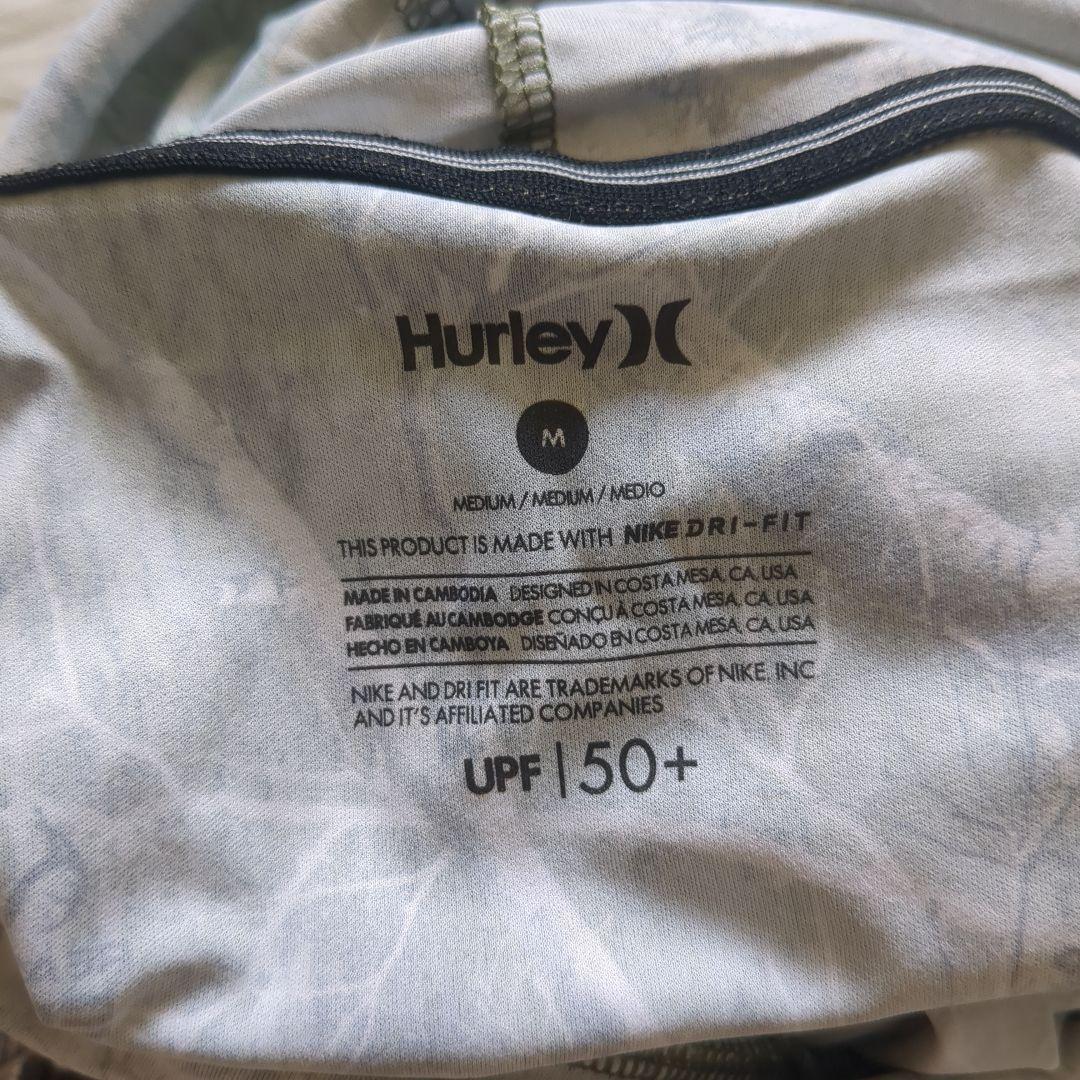 Hurley
M
MEDIUM / MEDIUM / MEDIO
THIS PRODUCT IS MADE WITH NIKE DRI-FIT
MADE IN CAMBODIA DESIGNED IN COSTA MESA, CA, USA
FABRIQUÉ AU CAMBODGE CONÇU À COSTA MESA, CA, USA
HECHO EN CAMBOYA DISEÑADO EN COSTA MESA, CA, USA
NIKE AND DRI FIT ARE TRADEMARKS OF NIKE, INC
AND IT'S AFFILIATED COMPANIES
UPF | 50+